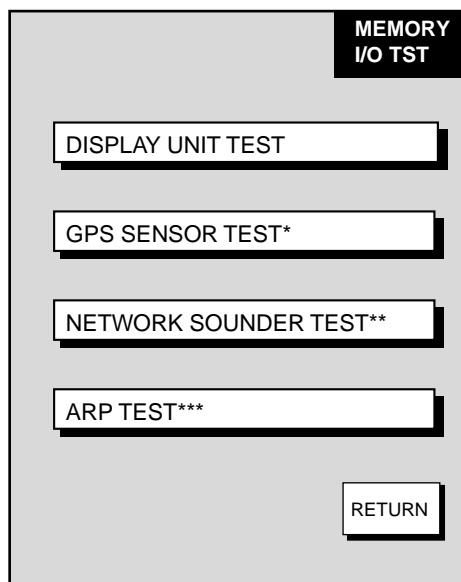 MEMORY
I/O TST
DISPLAY UNIT TEST
GPS SENSOR TEST*
NETWORK SOUNDER TEST**
ARP TEST***
RETURN